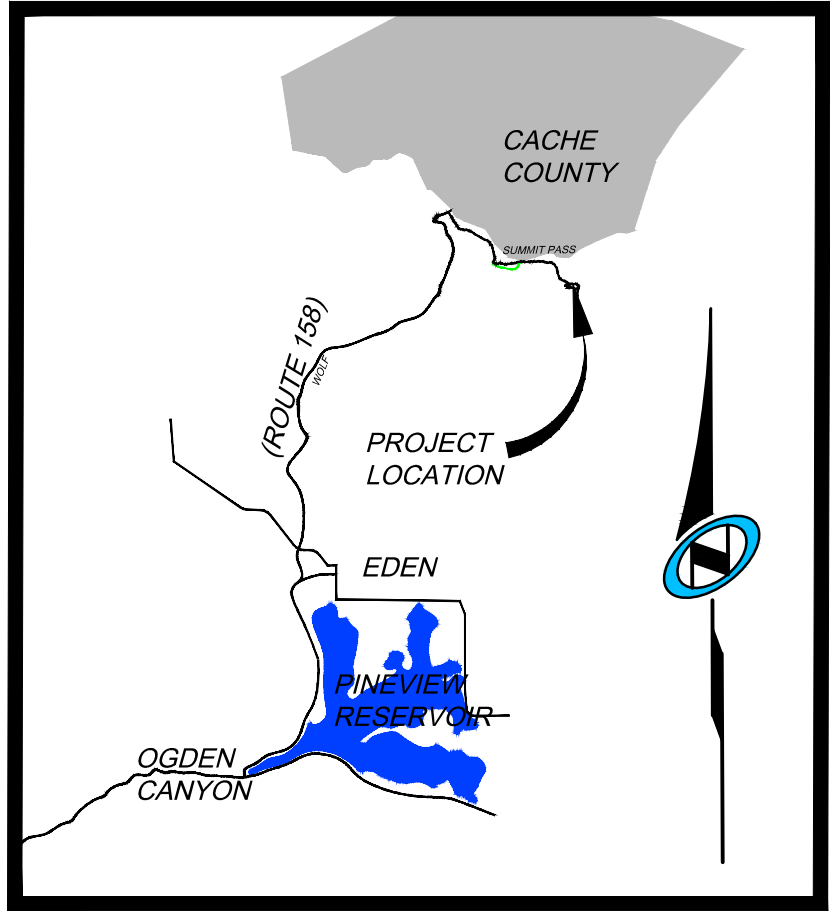 CACHE
COUNTY
SUMMIT PASS
(ROUTE 158)
WOLF
PROJECT
LOCATION
EDEN
N
PINEVIEW
RESERVOIR
OGDEN
CANYON